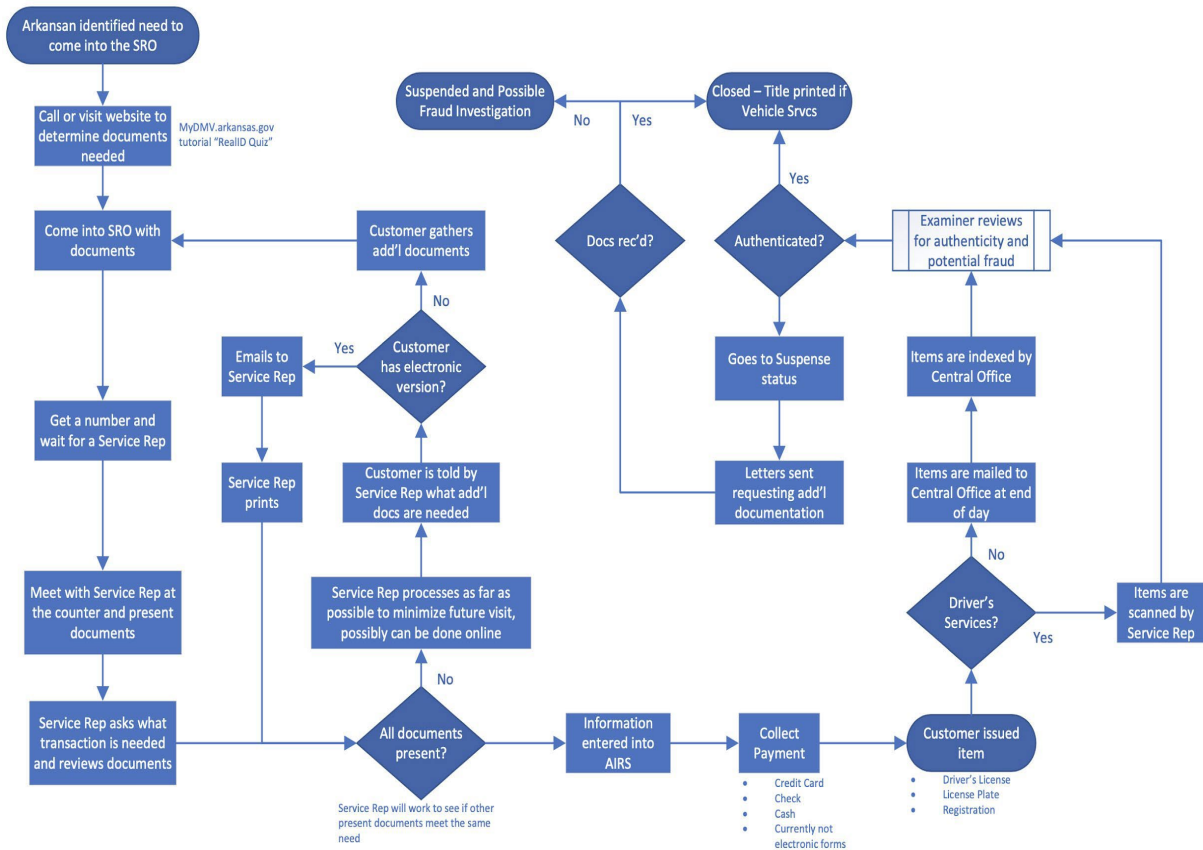 Arkansan identified need to
come into the SRO
Call or visit website to
determine documents
needed
MyDMV.arkansas.gov
tutorial "RealID Quiz"
Come into SRO with
documents
Get a number and
wait for a Service Rep
Meet with Service Rep at
the counter and present
documents
Service Rep asks what
transaction is needed
and reviews documents
Customer gathers
add'l documents
No
Customer
has electronic
version?
Yes
Emails to
Service Rep
Service Rep
prints
Customer is told by
Service Rep what add'l
docs are needed
Service Rep processes as far as
possible to minimize future visit,
possibly can be done online
No
All documents
present?
Service Rep will work to see if other
present documents meet the same
need
Information
entered into
AIRS
Collect
Payment
• Credit Card
• Check
• Cash
• Currently not
electronic forms
Customer issued
item
• Driver's License
• License Plate
• Registration
Driver's
Services?
No
Yes
Items are
scanned by
Service Rep
Items are mailed to
Central Office at end
of day
Items are indexed by
Central Office
Examiner reviews
for authenticity and
potential fraud
Authenticated?
Yes
Closed – Title printed if
Vehicle Srvcs
Goes to Suspense
status
Letters sent
requesting add'l
documentation
Docs rec'd?
No
Yes
Suspended and Possible
Fraud Investigation